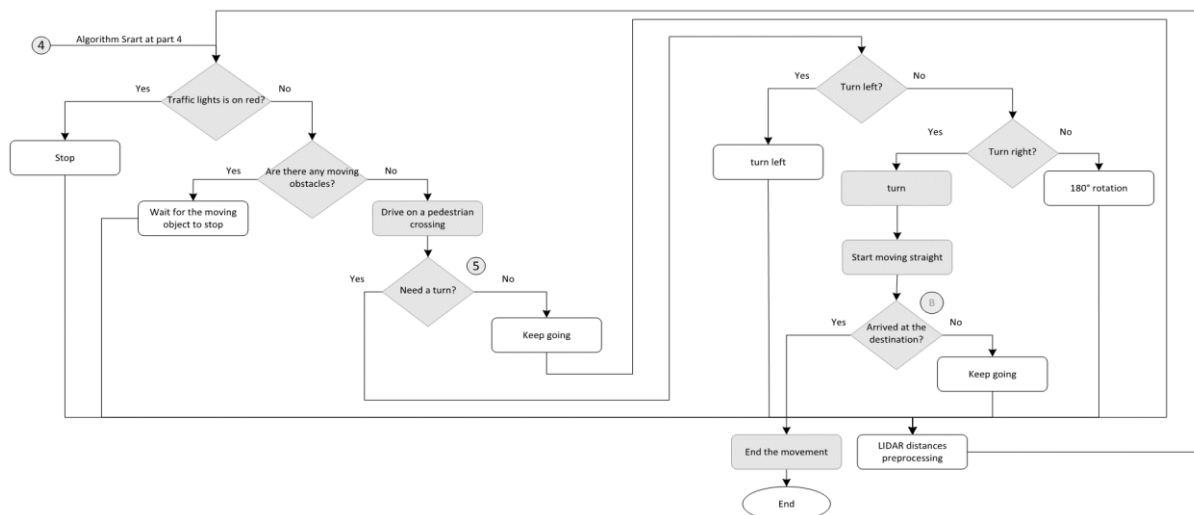 4
Algorithm Srart at part 4
Traffic lights is on red?
Yes
No
Stop
Are there any moving
obstacles?
Yes
No
Wait for the moving
object to stop
Drive on a pedestrian
crossing
5
Need a turn?
Yes
No
Keep going
Turn left?
Yes
No
turn left
Turn right?
Yes
No
turn
180° rotation
Start moving straight
8
Arrived at the
destination?
Yes
No
Keep going
End the movement
LIDAR distances
preprocessing
End